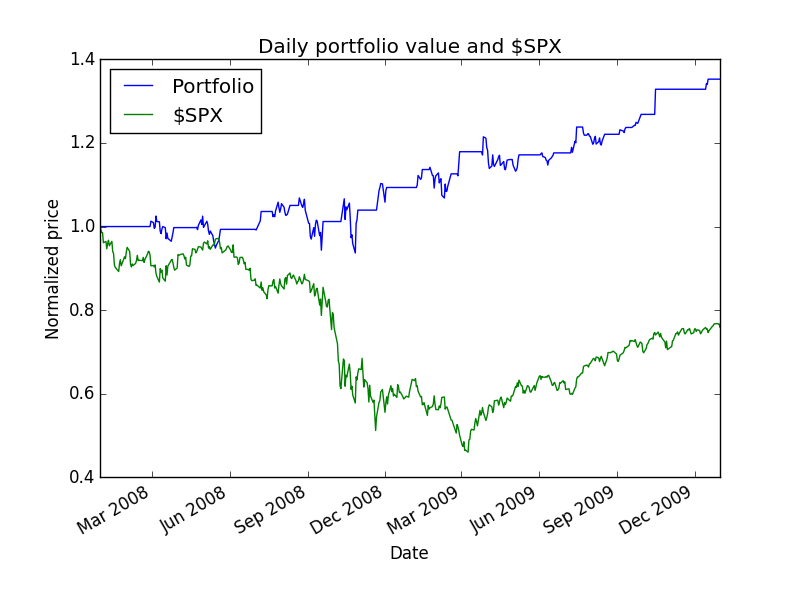 Daily portfolio value and $SPX
1.4
1.2
1.0
0.8
0.6
0.4
Normalized price
Portfolio
$SPX
Mar 2008
Jun 2008
Sep 2008
Dec 2008
Mar 2009
Jun 2009
Sep 2009
Dec 2009
Date